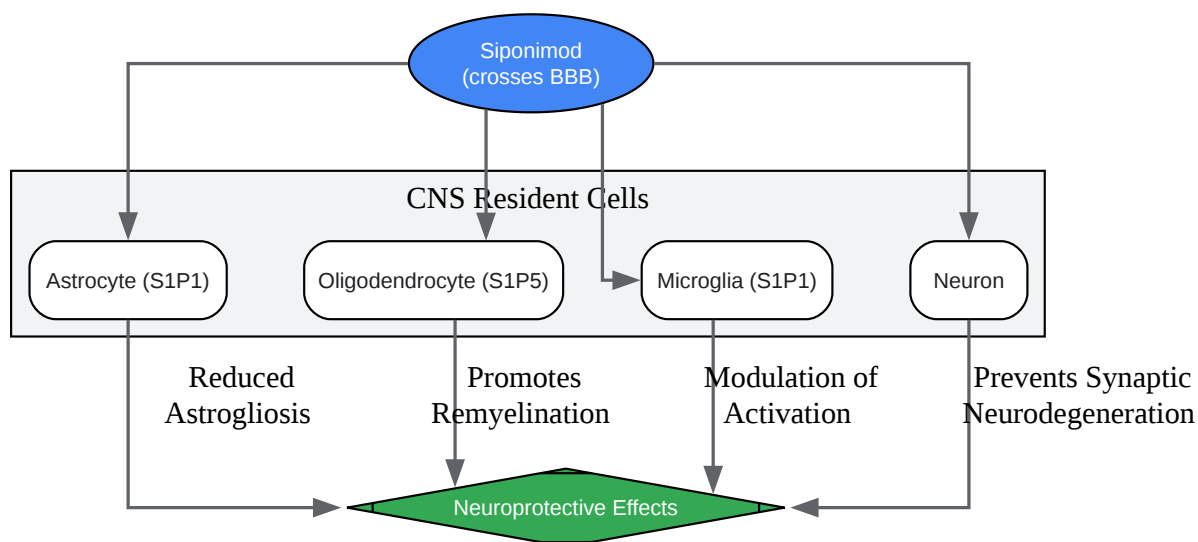 Siponimod
(crosses BBB)
CNS Resident Cells
Astrocyte (S1P1)
Oligodendrocyte (S1P5)
Microglia (S1P1)
Neuron
Reduced
Astrogliosis
Promotes
Remyelination
Modulation of
Activation
Prevents Synaptic
Neurodegeneration
Neuroprotective Effects